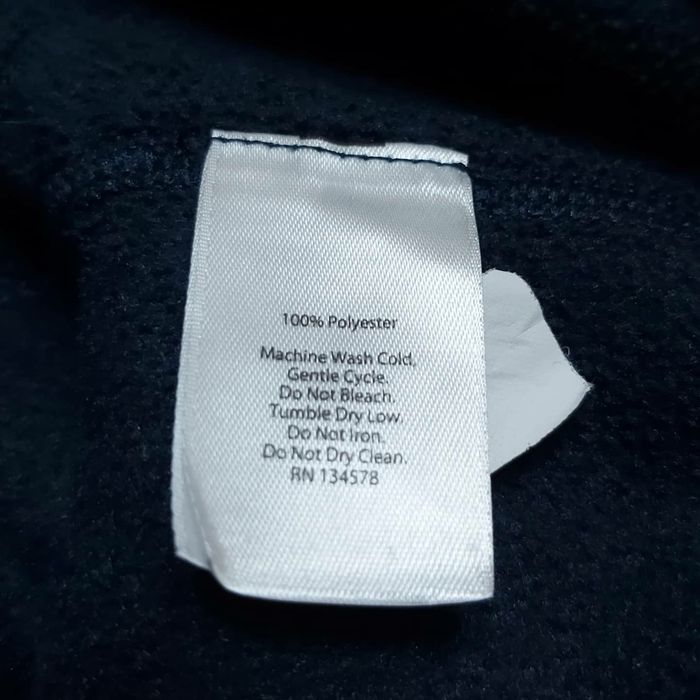 100% Polyester
Machine Wash Cold,
Gentle Cycle.
Do Not Bleach.
Tumble Dry Low.
Do Not Iron.
Do Not Dry Clean.
RN 134578